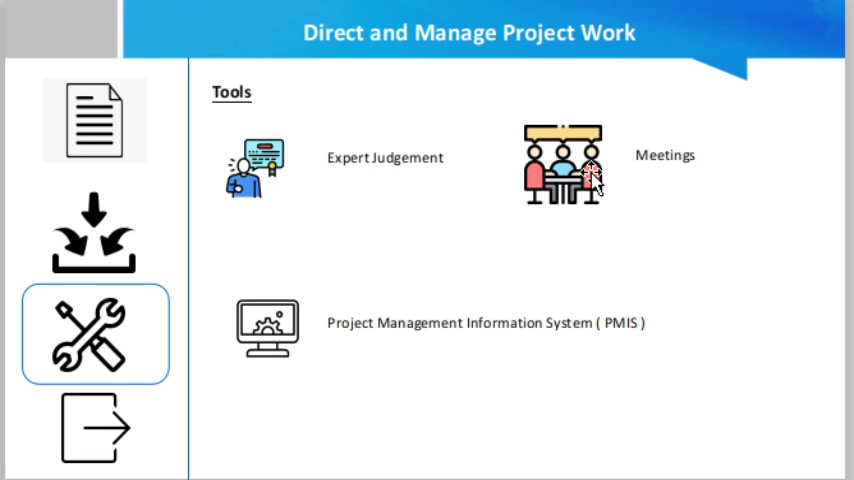 Direct and Manage Project Work
Tools
Expert Judgement
Meetings
Project Management Information System ( PMIS )